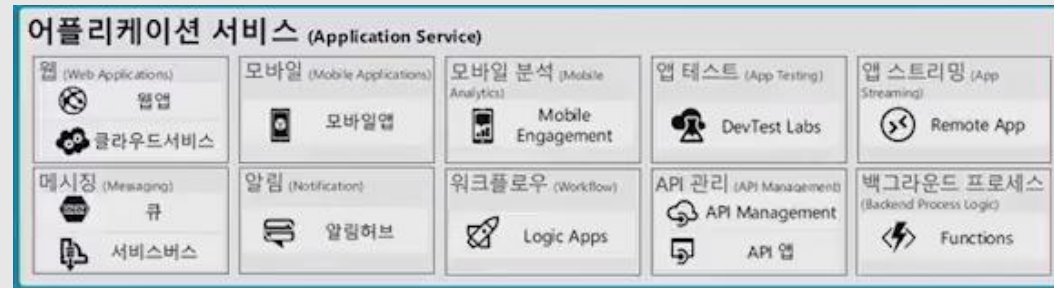 어플리케이션 서비스 (Application Service)
웹 (Web Applications)
웹앱
클라우드서비스
모바일 (Mobile Applications)
모바일앱
모바일 분석 (Mobile
Analytics)
Mobile
Engagement
앱 테스트 (App Testing)
DevTest Labs
앱 스트리밍 (App
Streaming)
Remote App
메시징 (Messaging)
큐
서비스버스
알림 (Notification)
알림허브
워크플로우 (Workflow)
Logic Apps
API 관리 (API Management)
API Management
API 앱
백그라운드 프로세스
(Backend Process Logic)
Functions